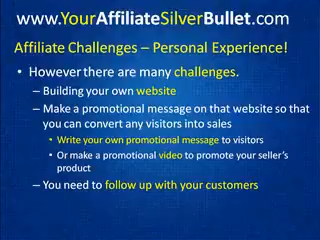 www.YourAffiliateSilverBullet.com
Affiliate Challenges – Personal Experience!
• However there are many challenges.
– Building your own website
– Make a promotional message on that website so that
you can convert any visitors into sales
• Write your own promotional message to visitors
• Or make a promotional video to promote your seller's
product
– You need to follow up with your customers